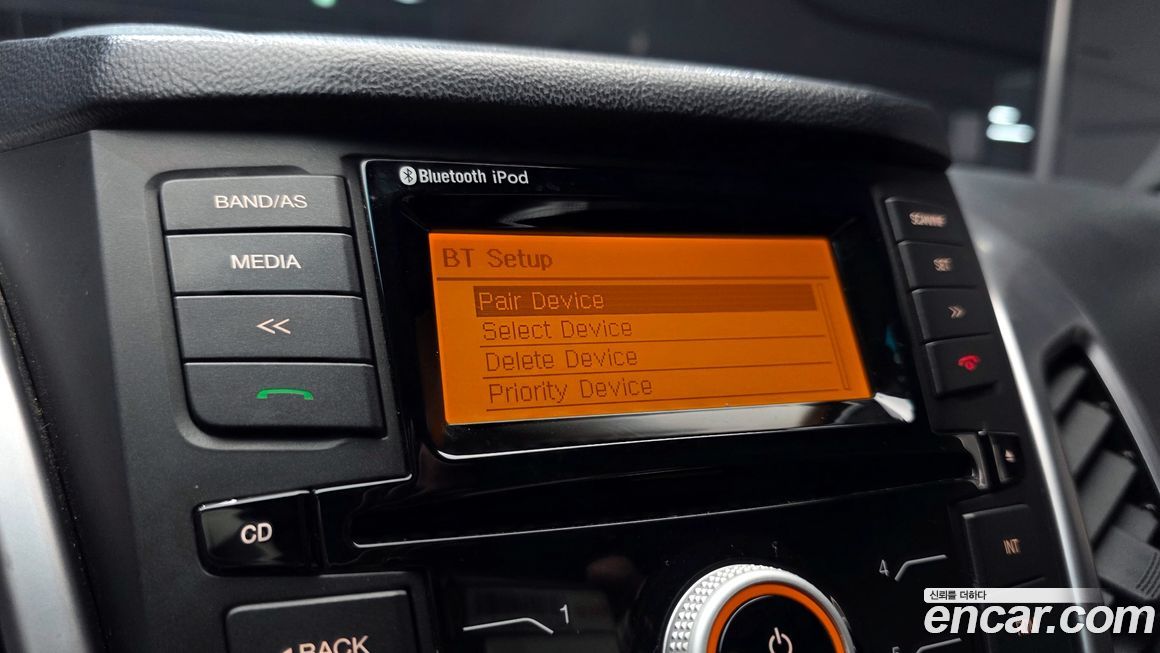 Bluetooth iPod
BAND/AS
MEDIA
BT Setup
Pair Device
Select Device
Delete Device
Priority Device
SET
CD
INT
1
4
BACK
신뢰를 더하다
encar.com